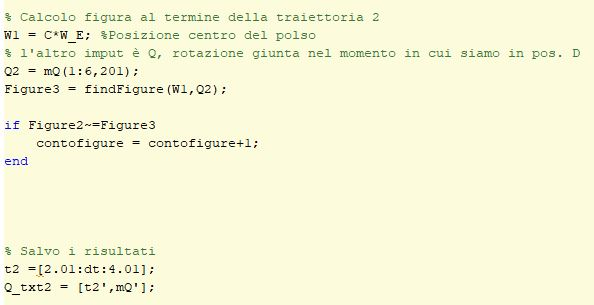 % Calcolo figura al termine della traiettoria 2
W1 = C*W_E; %Posizione centro del polso
% l'altro imput è Q, rotazione giunta nel momento in cui siamo in pos. D
Q2 = mQ(1:6,201);
Figure3 = findFigure(W1,Q2);
if Figure2~=Figure3
contofigure = contofigure+1;
end
% Salvo i risultati
t2 =[2.01:dt:4.01];
Q_txt2 = [t2',mQ'];